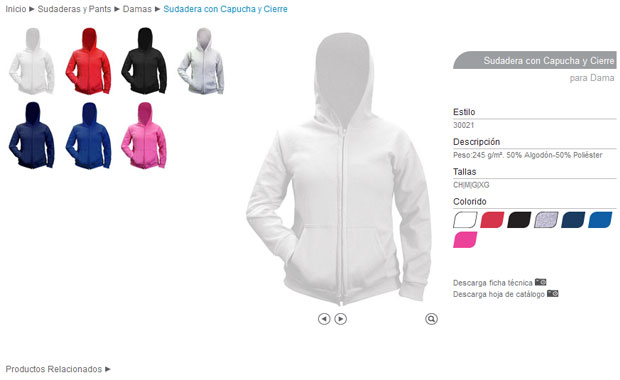 Inicio ▶ Sudaderas y Pants ▶ Damas ▶ Sudadera con Capucha y Cierre
Sudadera con Capucha y Cierre
para Dama
Estilo
30021
Descripción
Peso:245 g/m². 50% Algodón-50% Poliéster
Tallas
CH|M|G|XG
Colorido
Descarga ficha técnica
Descarga hoja de catálogo
Productos Relacionados ▶